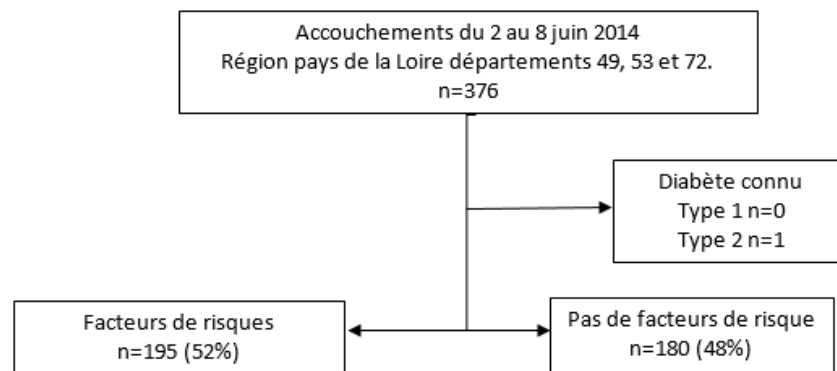 Accouchements du 2 au 8 juin 2014
Région pays de la Loire départements 49, 53 et 72.
n=376
Diabète connu
Type 1 n=0
Type 2 n=1
Facteurs de risques
n=195 (52%)
Pas de facteurs de risque
n=180 (48%)